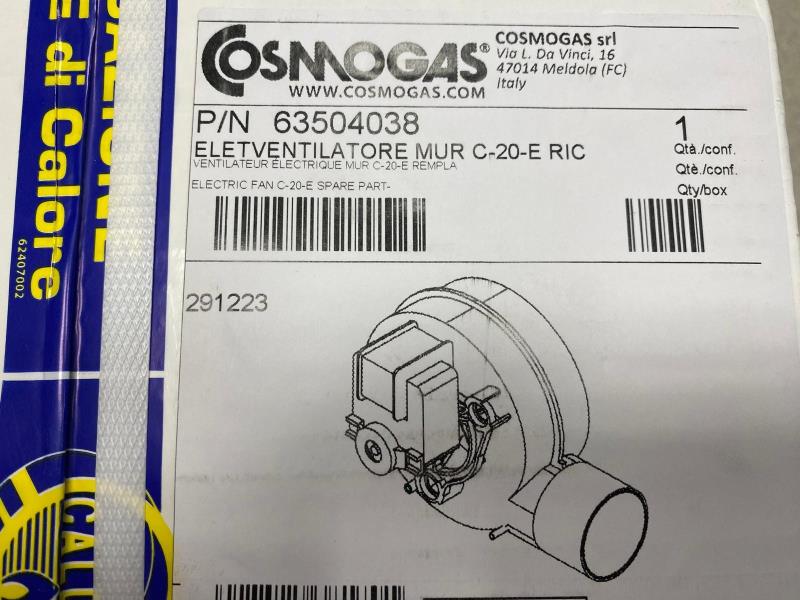 COSMOGAS®
WWW.COSMOGAS.COM
COSMOGAS srl
Via L. Da Vinci, 16
47014 Meldola (FC)
Italy
P/N 63504038
1
ELETVENTILATORE MUR C-20-E RIC
VENTILATEUR ÉLECTRIQUE MUR C-20-E REMPLA
ELECTRIC FAN C-20-E SPARE PART-
Qtà./conf.
Qtè./conf.
Qty/box
291223
E di Calore
62407002